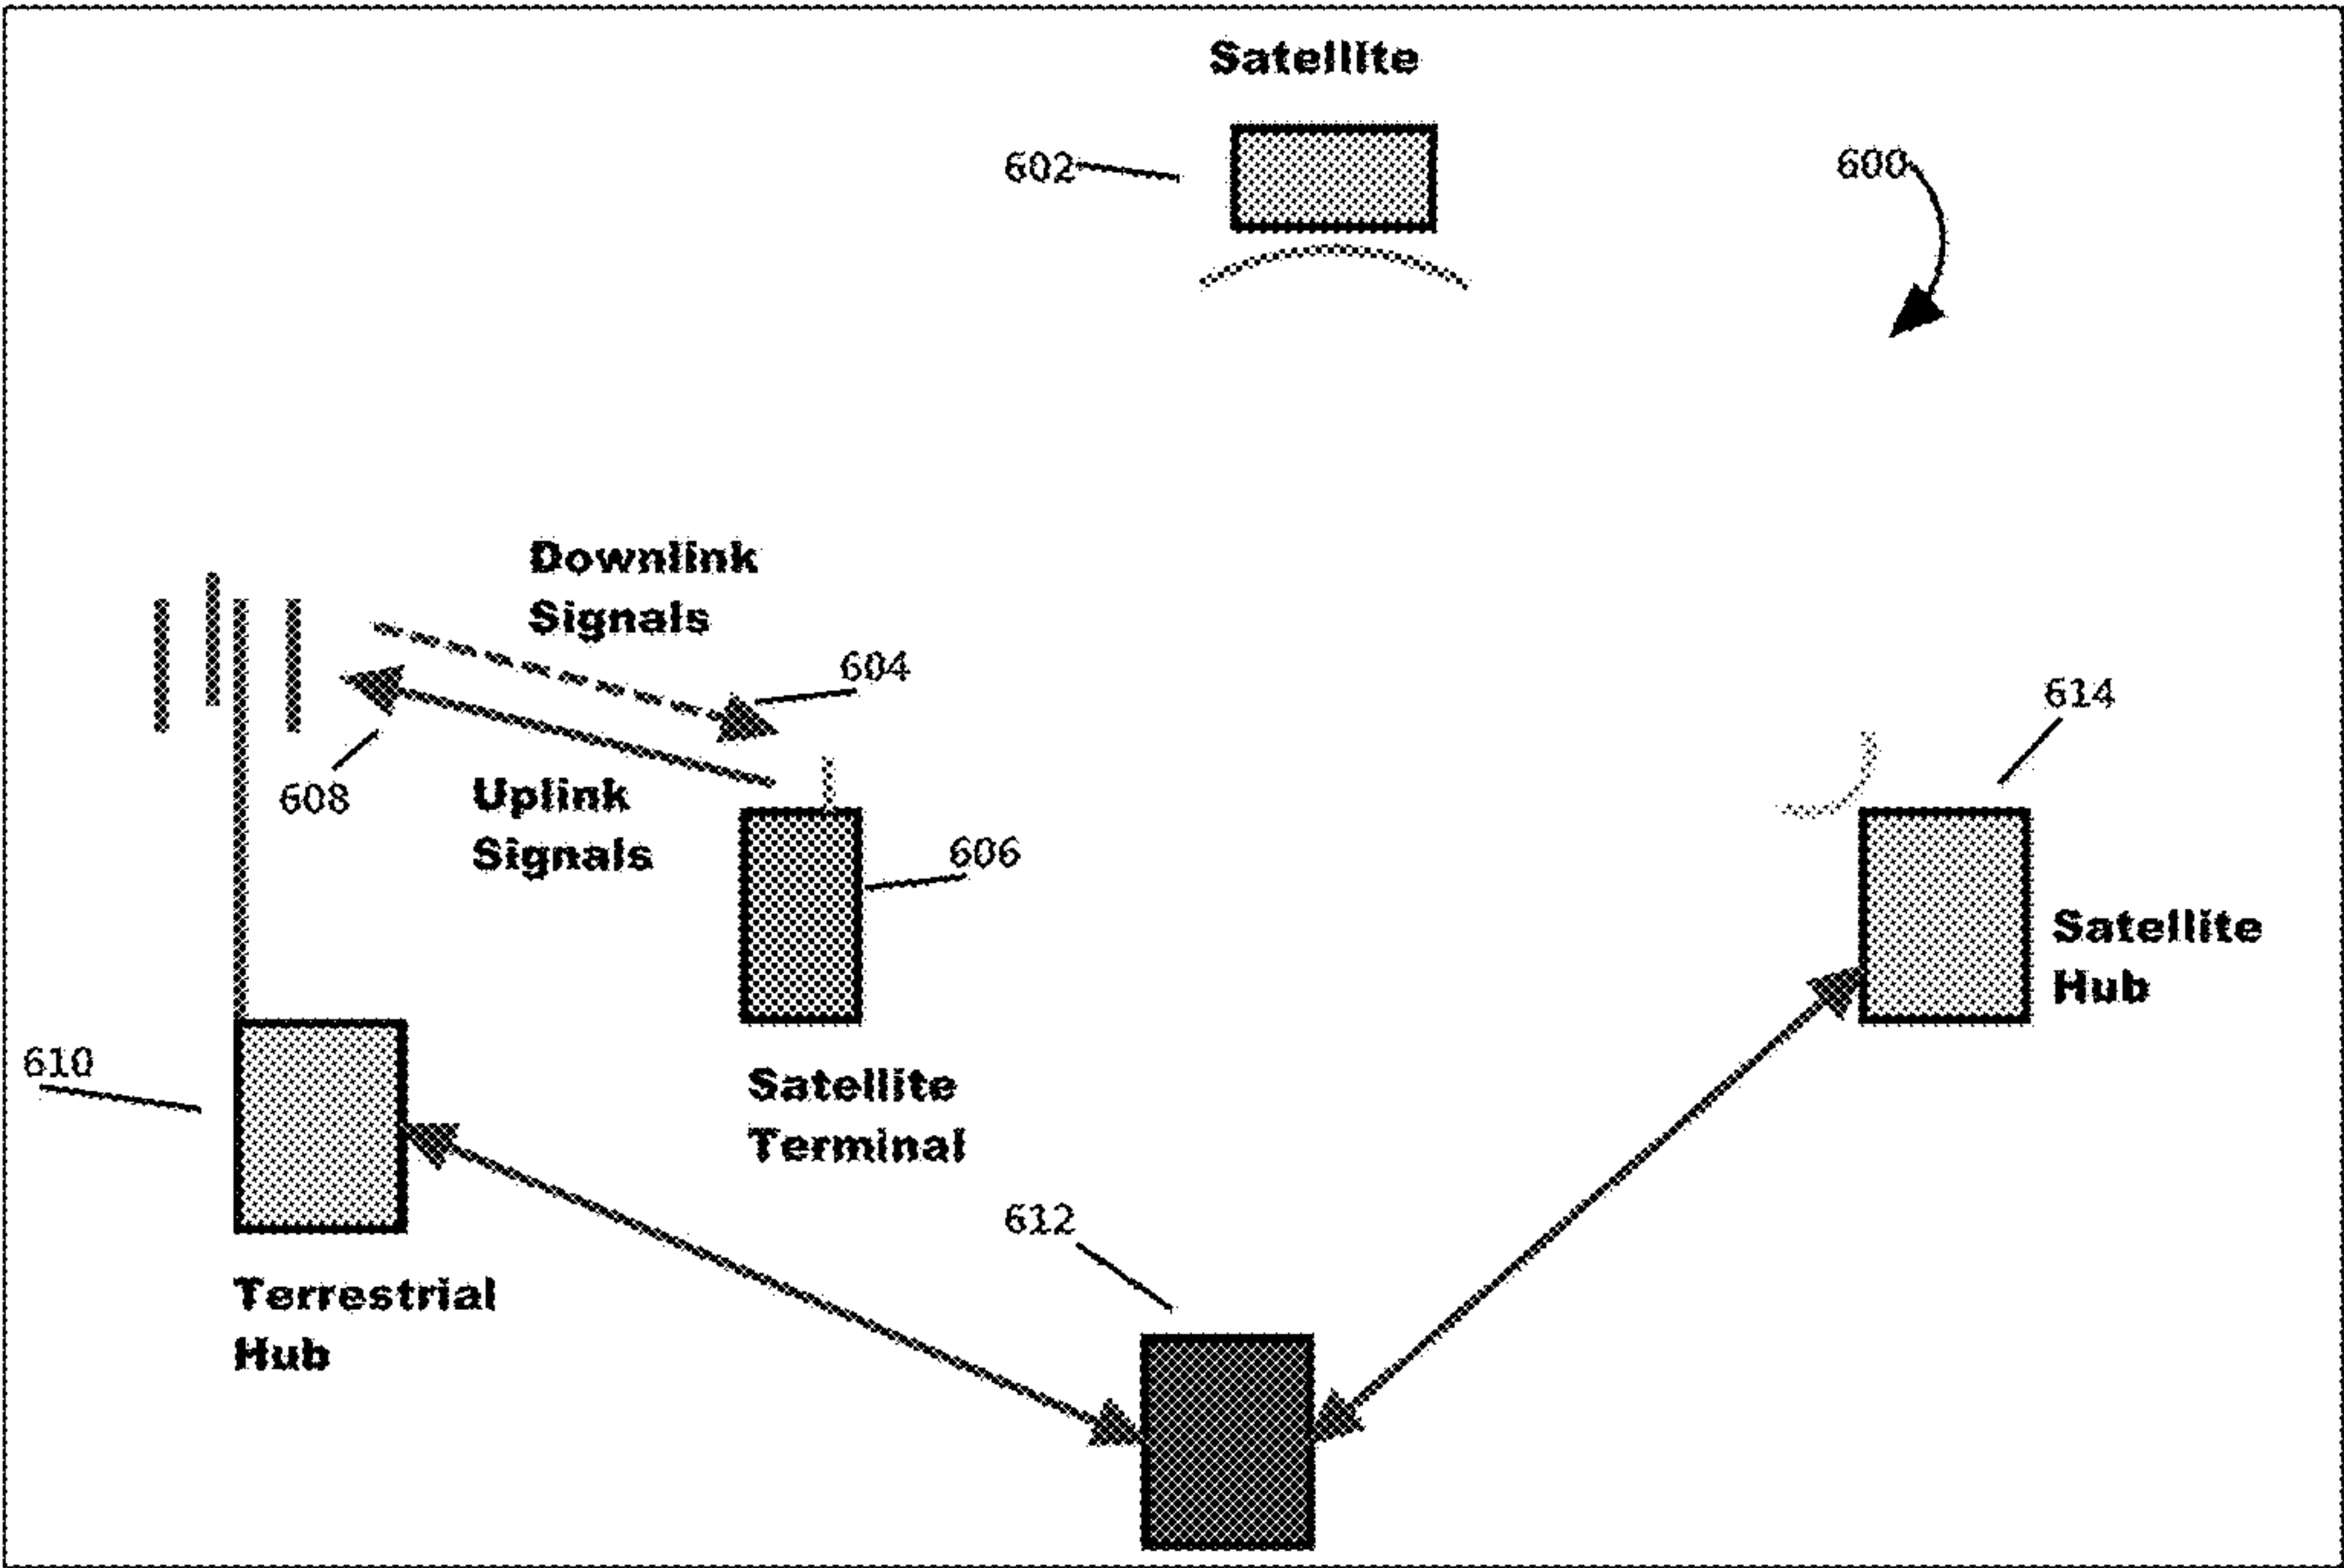 Satellite
602
600
Downlink
Signals
604
614
608
Uplink
Signals
606
Satellite
Hub
610
Satellite
Terminal
612
Terrestrial
Hub